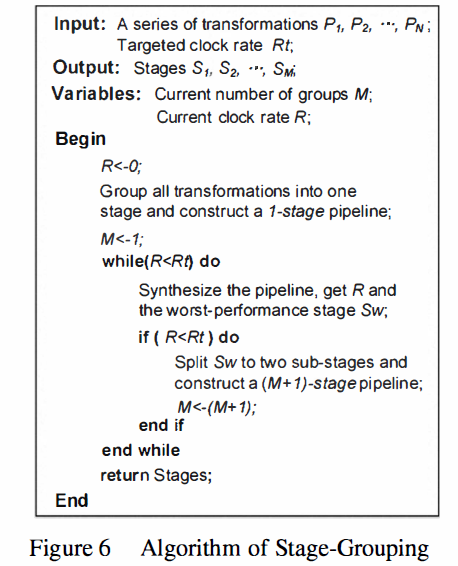 Input: A series of transformations P1, P2, ···, PN;
Targeted clock rate Rt;
Output: Stages S1, S2, ···, SM;
Variables: Current number of groups M;
Current clock rate R;
Begin
R<-0;
Group all transformations into one
stage and construct a 1-stage pipeline;
M<-1;
while(R<Rt) do
Synthesize the pipeline, get R and
the worst-performance stage Sw;
if ( R<Rt ) do
Split Sw to two sub-stages and
construct a (M+1)-stage pipeline;
M<-(M+1);
end if
end while
return Stages;
End
Figure 6 Algorithm of Stage-Grouping